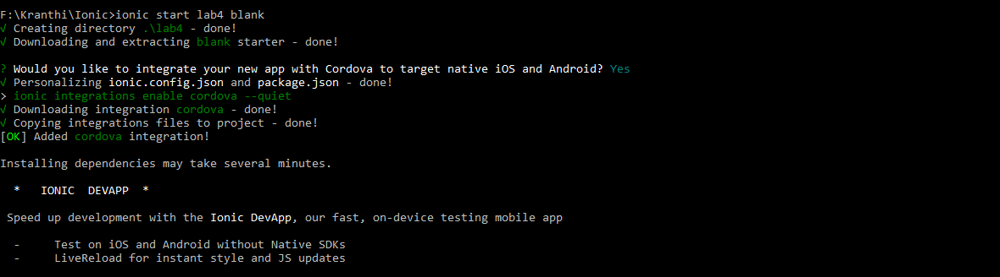 F:\Kranthi\Ionic>ionic start lab4 blank
√ Creating directory .\lab4 - done!
√ Downloading and extracting blank starter - done!
? Would you like to integrate your new app with Cordova to target native iOS and Android? Yes
√ Personalizing ionic.config.json and package.json - done!
> ionic integrations enable cordova --quiet
√ Downloading integration cordova - done!
√ Copying integrations files to project - done!
[OK] Added cordova integration!
Installing dependencies may take several minutes.
* IONIC DEVAPP *
Speed up development with the Ionic DevApp, our fast, on-device testing mobile app
- Test on iOS and Android without Native SDKs
- LiveReload for instant style and JS updates